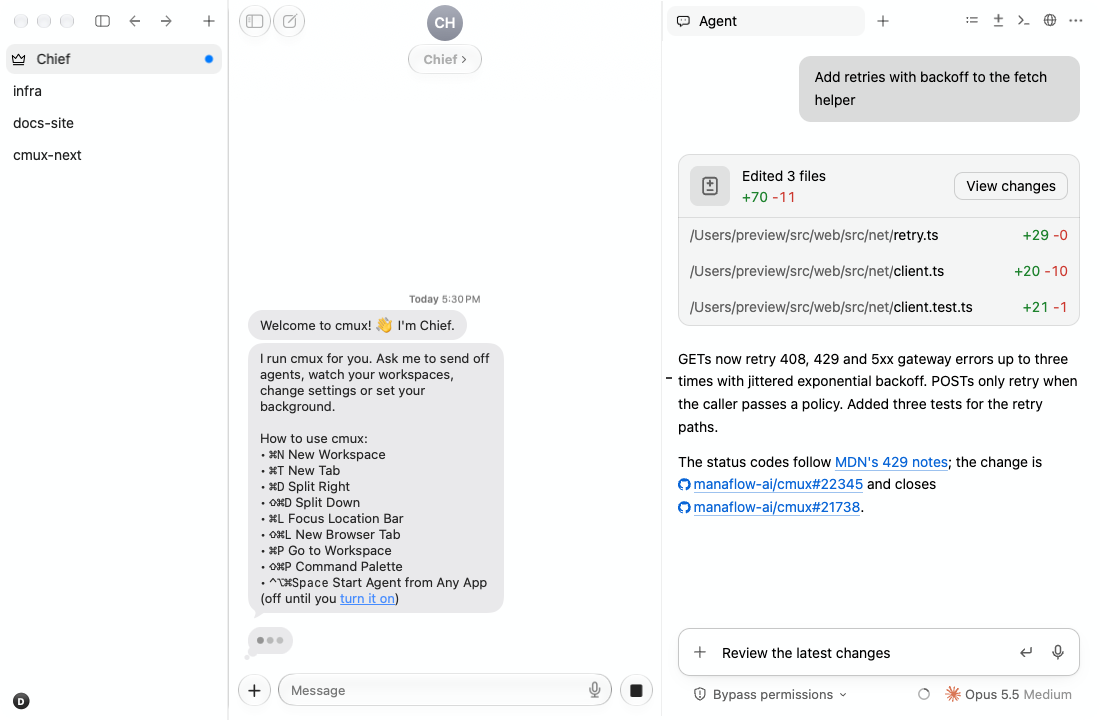 Chief
infra
docs-site
cmux-next
D
CH
Chief
Today 5:30 PM
Welcome to cmux! 👋 I'm Chief.
I run cmux for you. Ask me to send off
agents, watch your workspaces,
change settings or set your
background.
How to use cmux:
• ⌘N New Workspace
• ⌘T New Tab
• ⌘D Split Right
• ⇧⌘D Split Down
• ⌘L Focus Location Bar
• ⇧⌘L New Browser Tab
• ⌘P Go to Workspace
• ⇧⌘P Command Palette
• ^⌥⌘Space Start Agent from Any App
(off until you turn it on)
Message
Agent
Add retries with backoff to the fetch
helper
Edited 3 files
+70 -11
View changes
/Users/preview/src/web/src/net/retry.ts +29 -0
/Users/preview/src/web/src/net/client.ts +20 -10
/Users/preview/src/web/src/net/client.test.ts +21 -1
GETs now retry 408, 429 and 5xx gateway errors up to three
times with jittered exponential backoff. POSTs only retry when
the caller passes a policy. Added three tests for the retry
paths.
The status codes follow MDN's 429 notes; the change is
manaflow-ai/cmux#22345 and closes
manaflow-ai/cmux#21738.
Review the latest changes
Bypass permissions
Opus 5.5 Medium